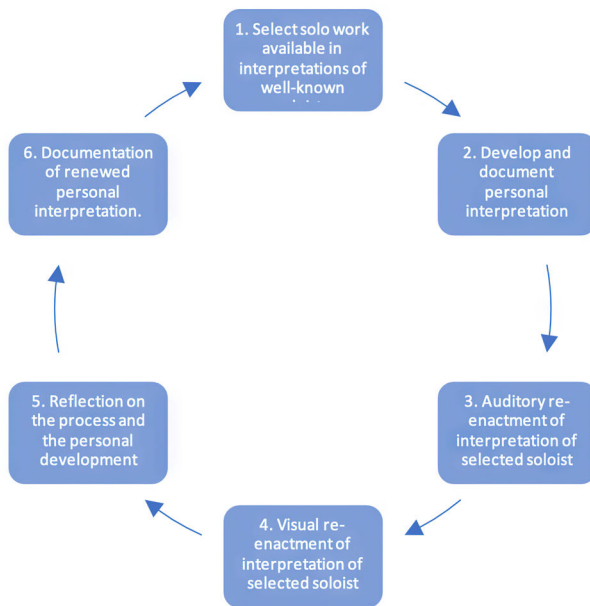 1. Select solo work
available in
interpretations of
well-known
2. Develop and
document
personal
interpretation
3. Auditory re-
enactment of
interpretation of
selected soloist
4. Visual re-
enactment of
interpretation of
selected soloist
5. Reflection on
the process and
the personal
development
6. Documentation
of renewed
personal
interpretation.